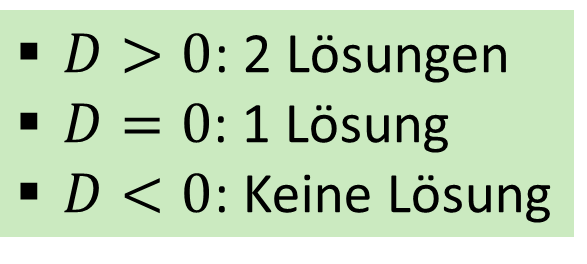 ▪ D > 0: 2 Lösungen
▪ D = 0: 1 Lösung
▪ D < 0: Keine Lösung